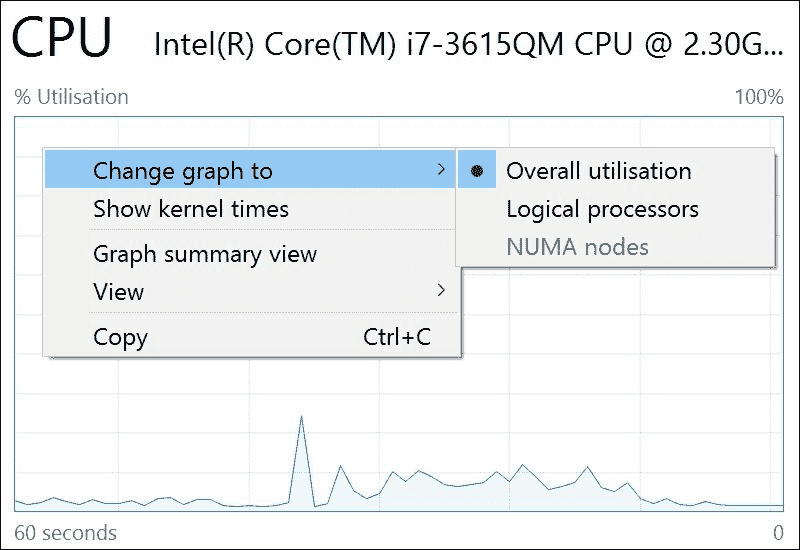 CPU Intel(R) Core(TM) i7-3615QM CPU @ 2.30G...
% Utilisation 100%
Change graph to
Overall utilisation
Show kernel times
Logical processors
Graph summary view
NUMA nodes
View
Copy Ctrl+C
60 seconds 0